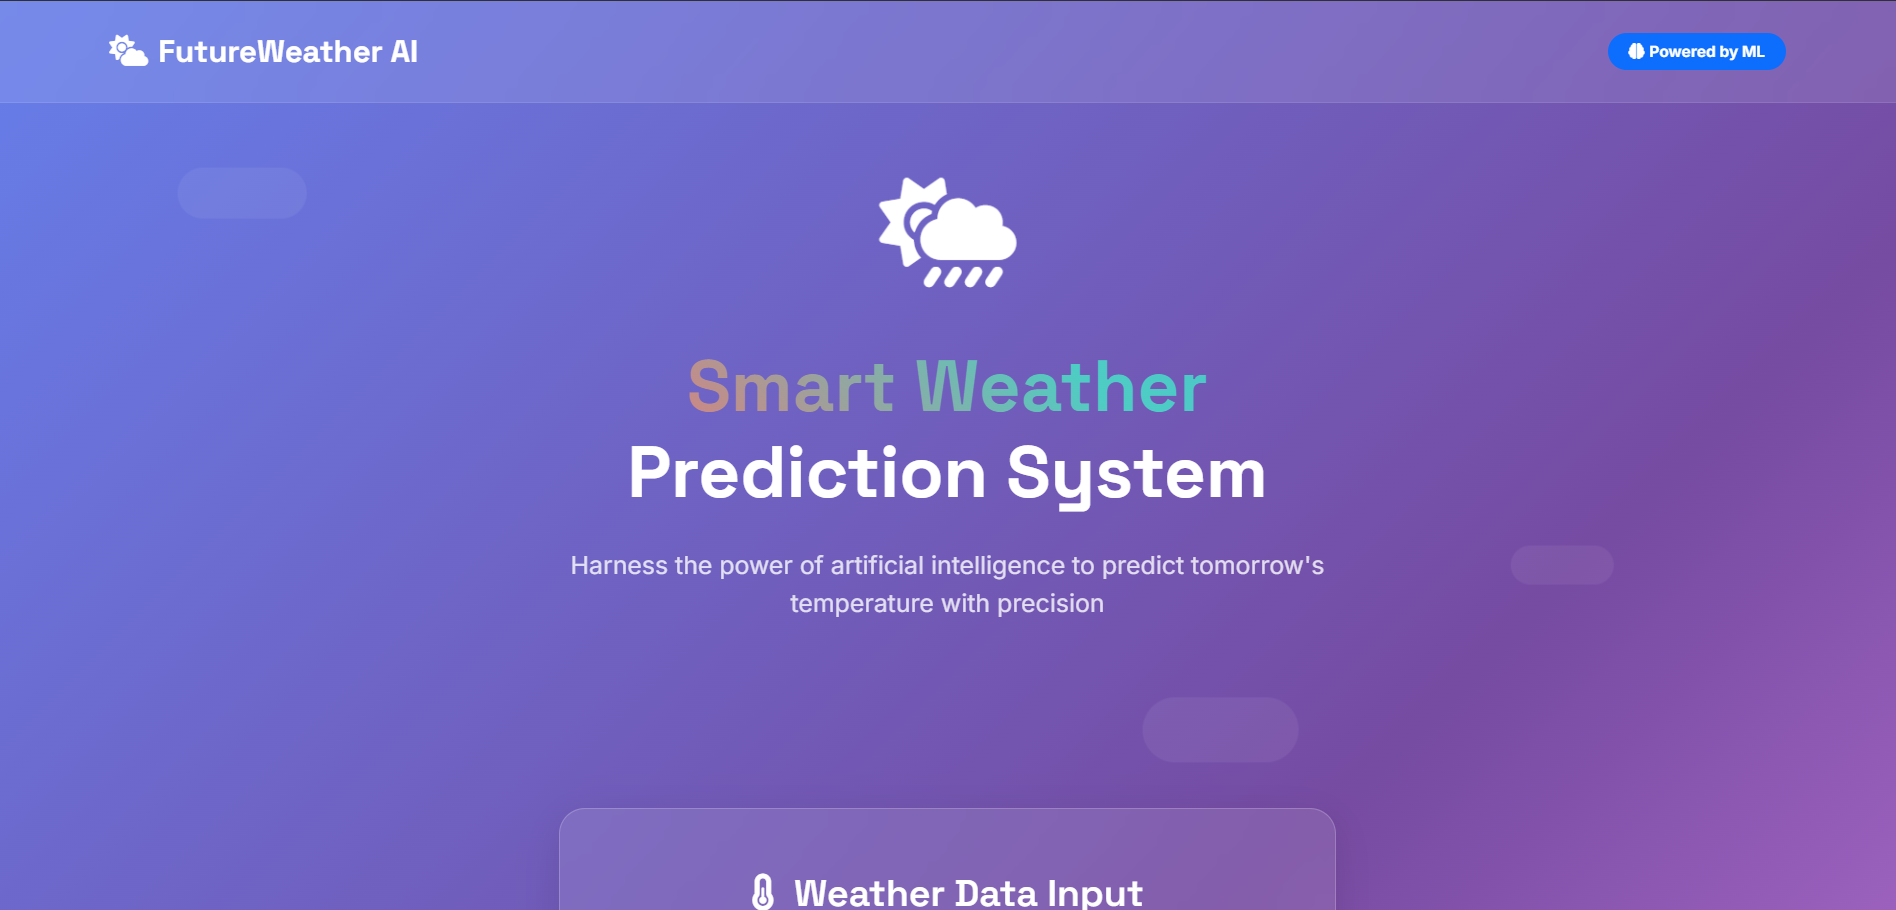 FutureWeather AI
Powered by ML
Smart Weather
Prediction System
Harness the power of artificial intelligence to predict tomorrow's
temperature with precision
Weather Data Input